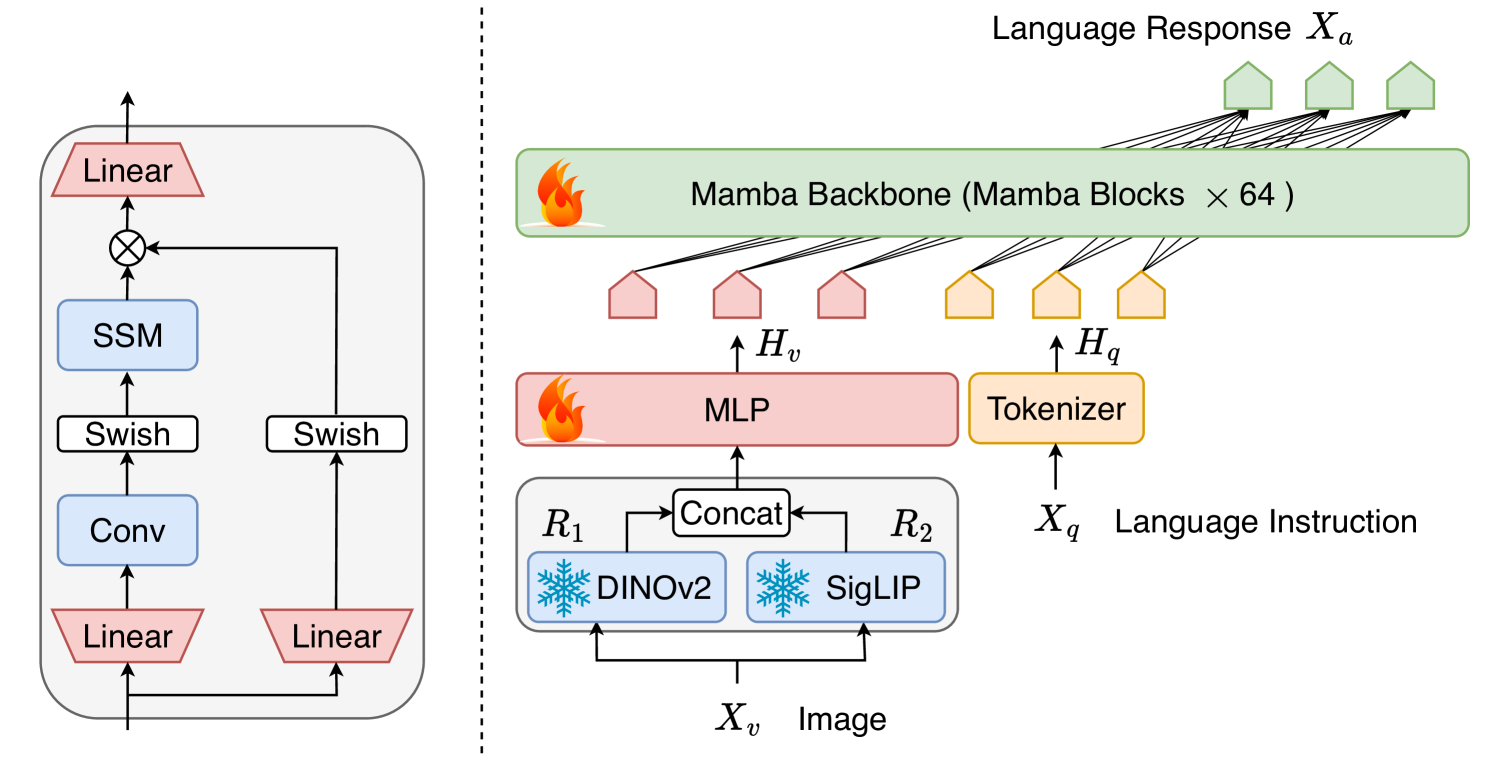 Linear
SSM
Swish
Swish
Conv
Linear
Linear
Language Response X_a
Mamba Backbone (Mamba Blocks × 64 )
H_v
H_q
MLP
Tokenizer
Concat
R_1
R_2
X_q Language Instruction
DINOv2
SigLIP
X_v Image